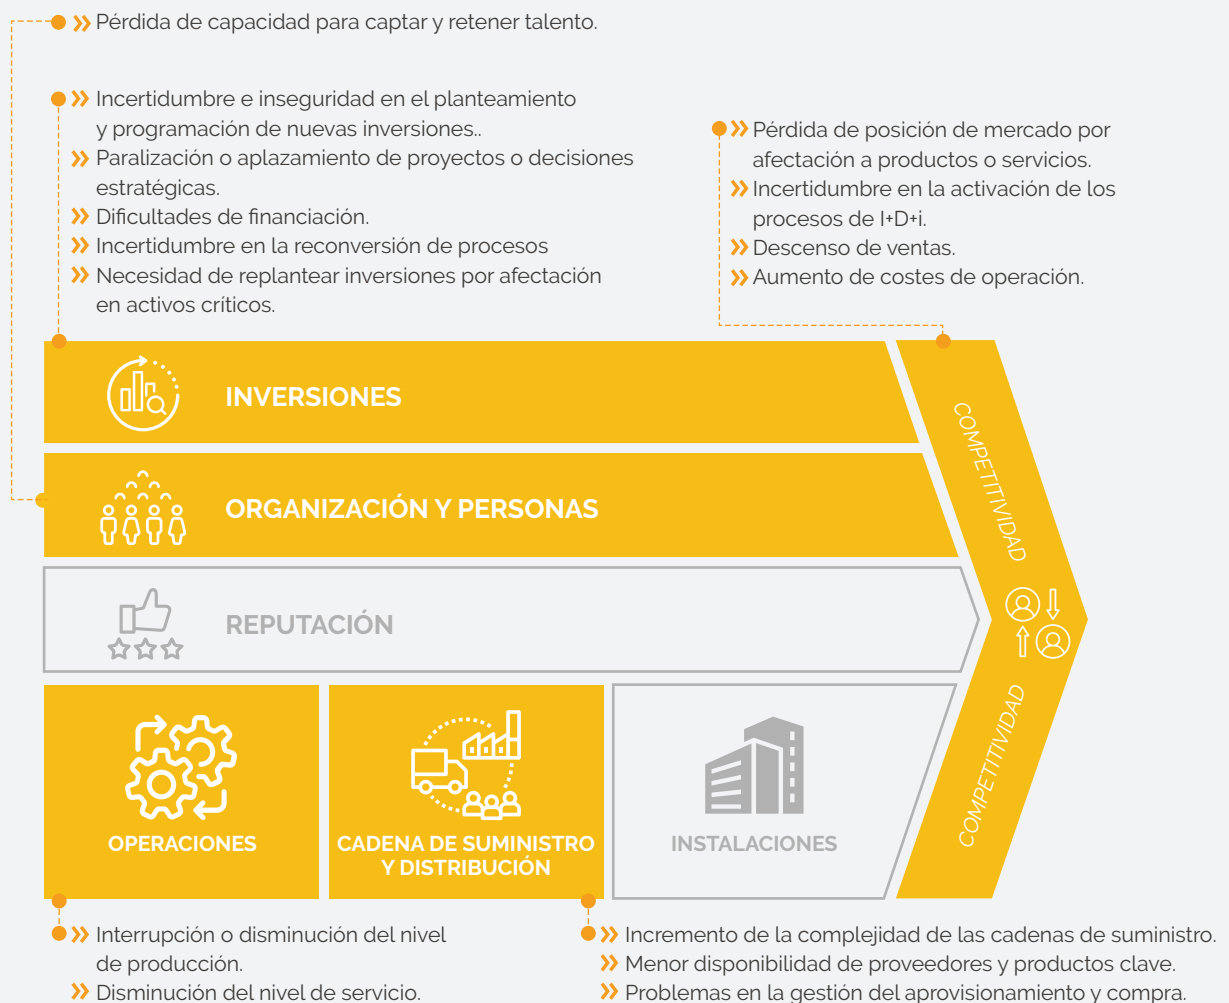 Pérdida de capacidad para captar y retener talento.
Incertidumbre e inseguridad en el planteamiento
y programación de nuevas inversiones..
Paralización o aplazamiento de proyectos o decisiones
estratégicas.
Dificultades de financiación.
Incertidumbre en la reconversión de procesos
Necesidad de replantear inversiones por afectación
en activos críticos.
Pérdida de posición de mercado por
afectación a productos o servicios.
Incertidumbre en la activación de los
procesos de I+D+i.
Descenso de ventas.
Aumento de costes de operación.
INVERSIONES
ORGANIZACIÓN Y PERSONAS
REPUTACIÓN
COMPETITIVIDAD
COMPETITIVIDAD
OPERACIONES
CADENA DE SUMINISTRO
Y DISTRIBUCIÓN
INSTALACIONES
Interrupción o disminución del nivel
de producción.
Disminución del nivel de servicio.
Incremento de la complejidad de las cadenas de suministro.
Menor disponibilidad de proveedores y productos clave.
Problemas en la gestión del aprovisionamiento y compra.